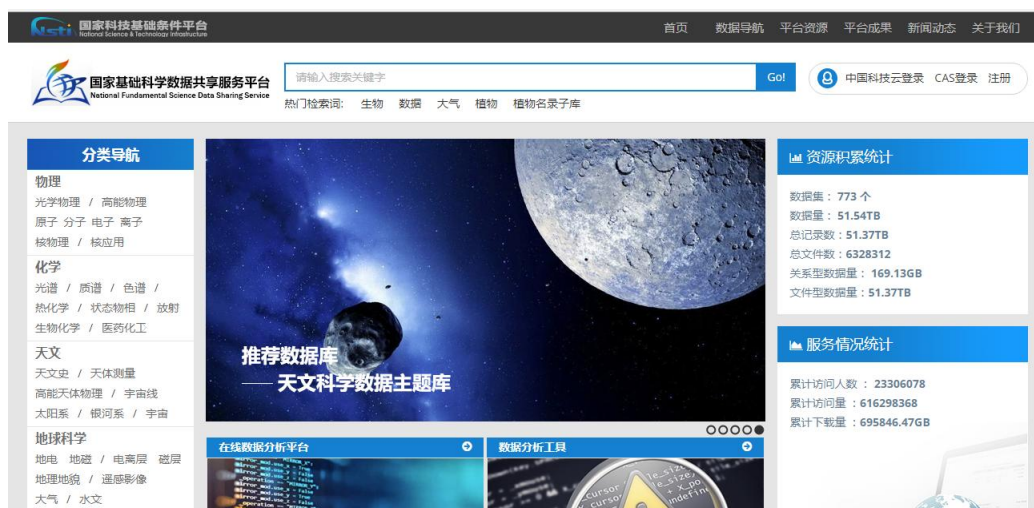 Nsti 国家科技基础条件平台
National Science & Technology Infrastructure
首页 数据导航 平台资源 平台成果 新闻动态 关于我们
国家基础科学数据共享服务平台
National Fundamental Science Data Sharing Service
请输入搜索关键字 Go!
中国科技云登录 CAS登录 注册
热门检索词: 生物 数据 大气 植物 植物名录子库
分类导航
物理
光学物理 / 高能物理
原子 分子 电子 离子
核物理 / 核应用
化学
光谱 / 质谱 / 色谱 /
热化学 / 状态物相 / 放射
生物化学 / 医药化工
天文
天文史 / 天体测量
高能天体物理 / 宇宙线
太阳系 / 银河系 / 宇宙
地球科学
地电 地磁 / 电离层 磁层
地理地貌 / 遥感影像
大气 / 水文
推荐数据库
—— 天文科学数据主题库
在线数据分析平台
数据分析工具
资源积累统计
数据集：773 个
数据量：51.54TB
总记录数：51.37TB
总文件数：6328312
关系型数据量：169.13GB
文件型数据量：51.37TB
服务情况统计
累计访问人数：23306078
累计访问量：616298368
累计下载量：695846.47GB